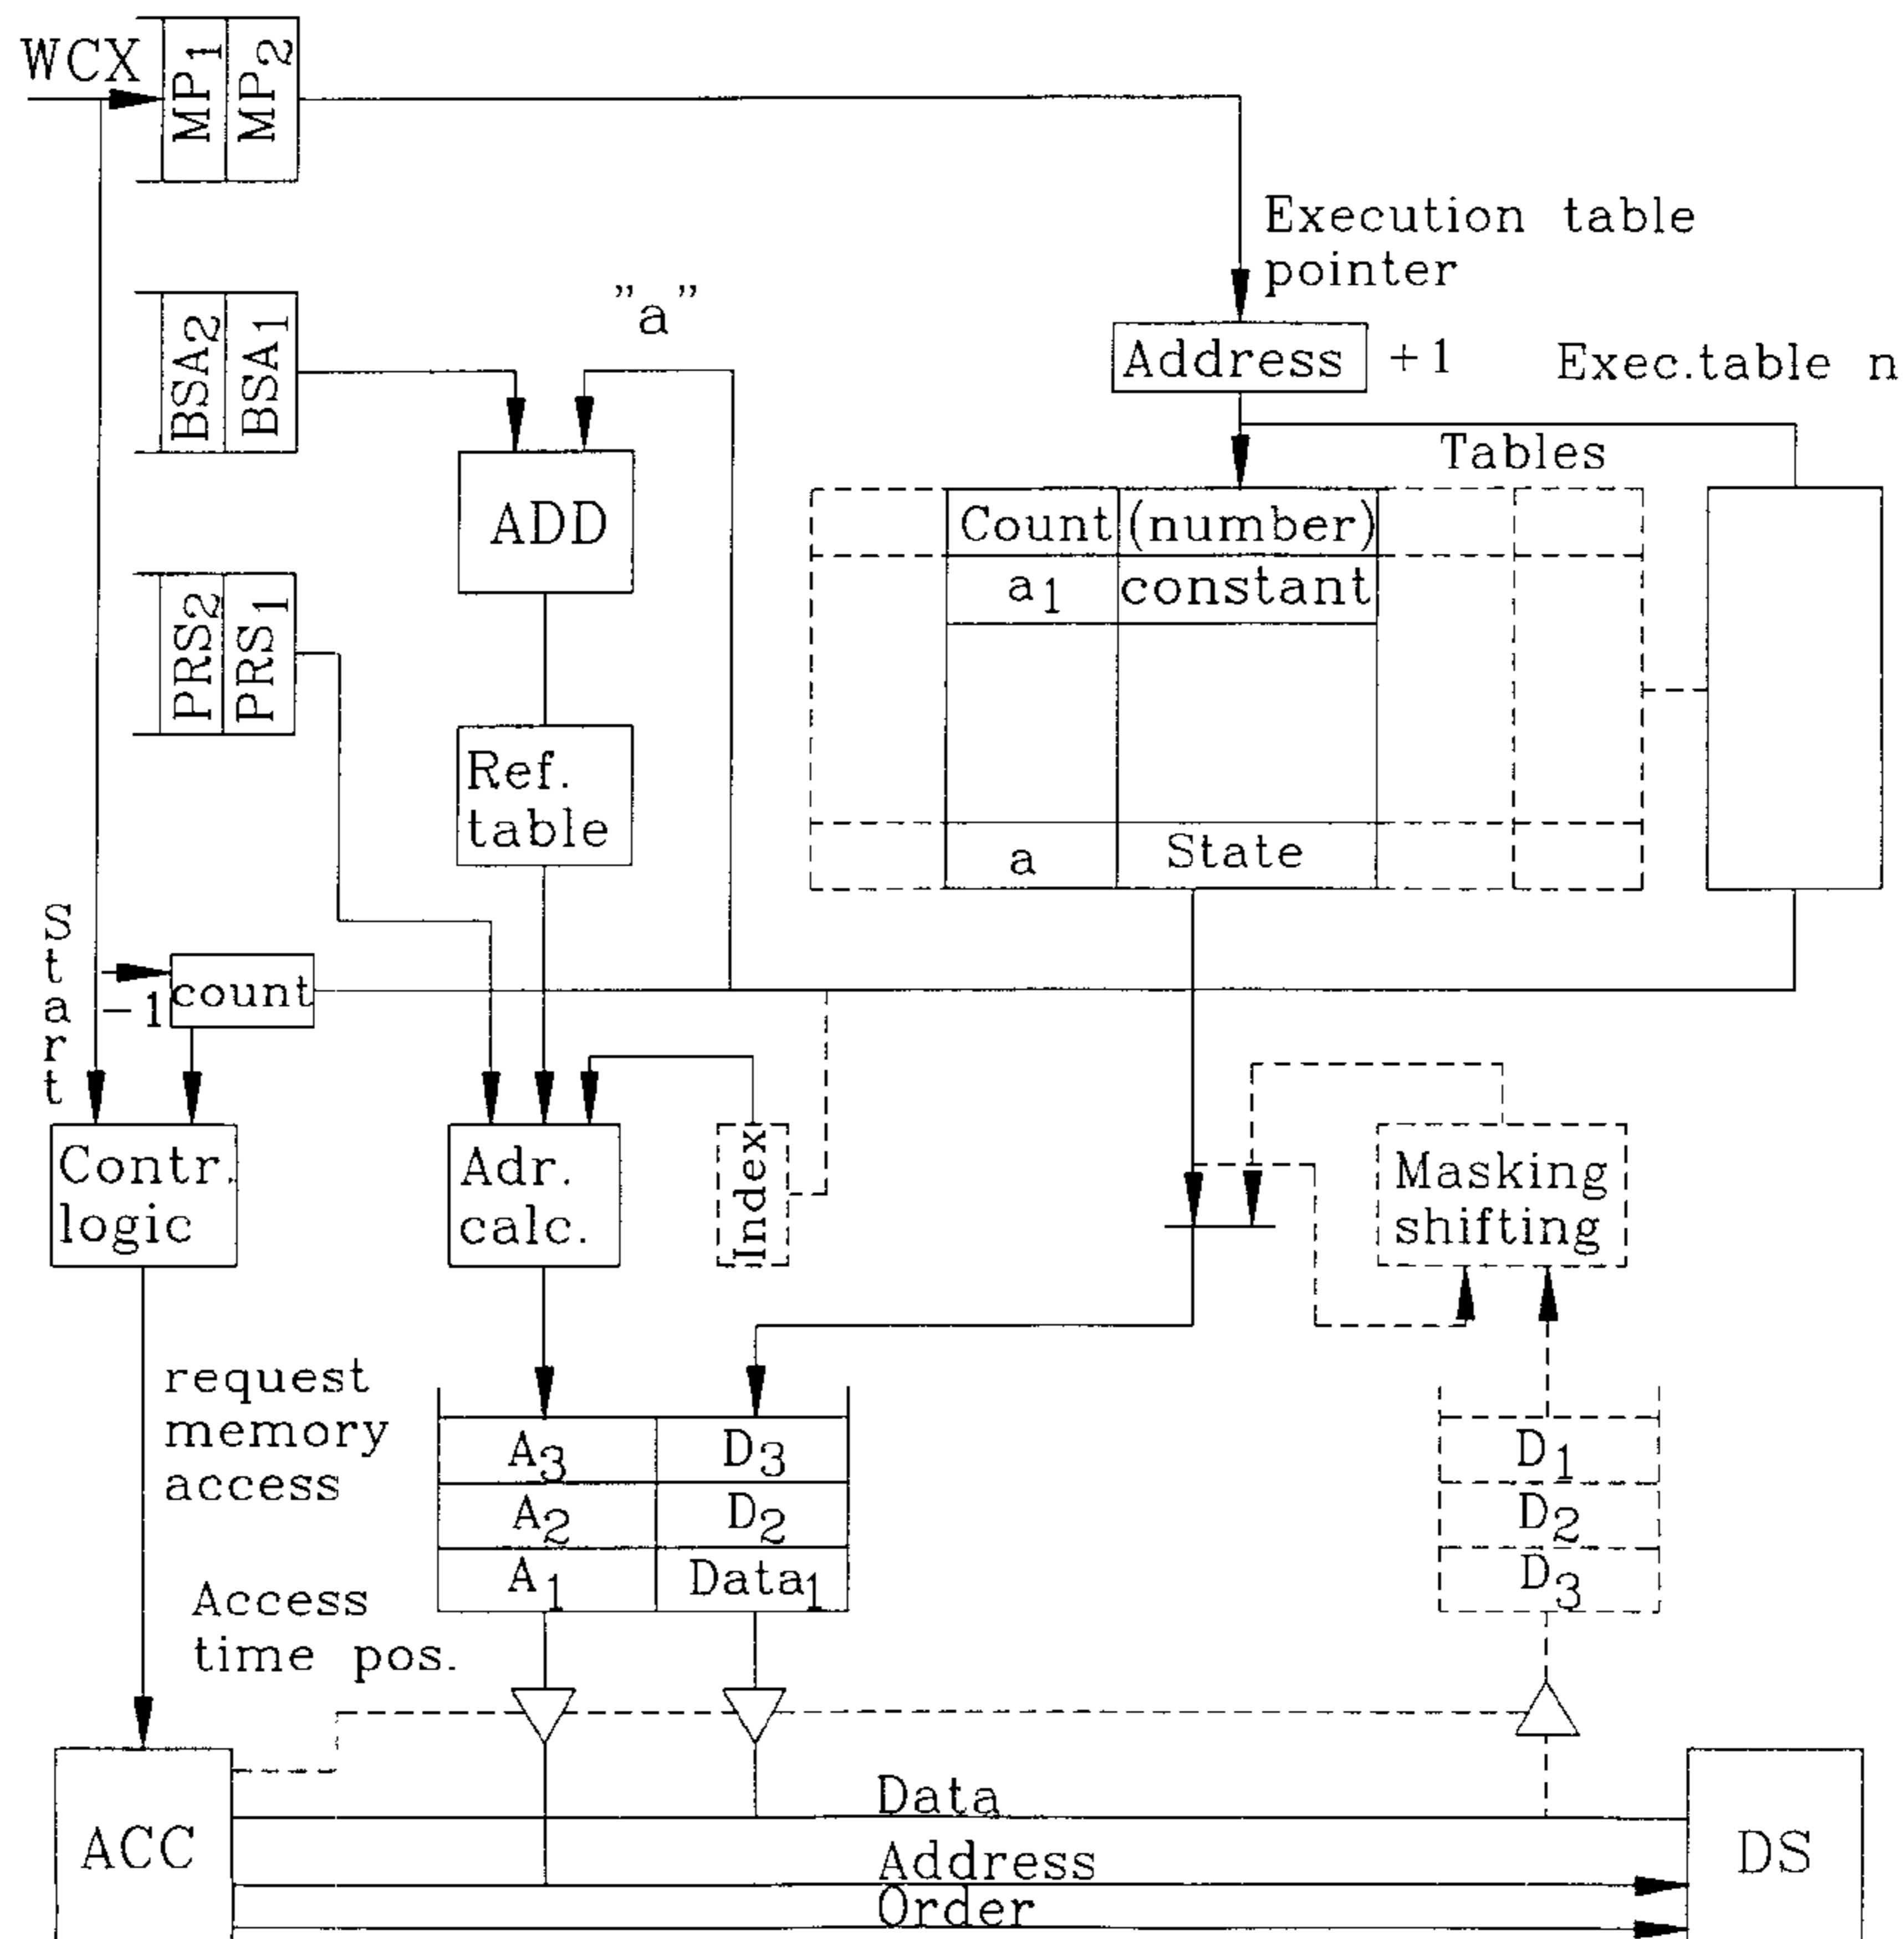 WCX
MP1
MP2
Execution table
pointer
"a"
BSA2
BSA1
Address +1
Exec.table n
Tables
ADD
Count (number)
a1 constant
PRS2
PRS1
Ref.
table
a State
Start
-1
count
Contr.
logic
Adr.
calc.
Index
Masking
shifting
request
memory
access
A3 D3
A2 D2
A1 Data1
D1
D2
D3
Access
time pos.
Data
ACC
Address
DS
Order